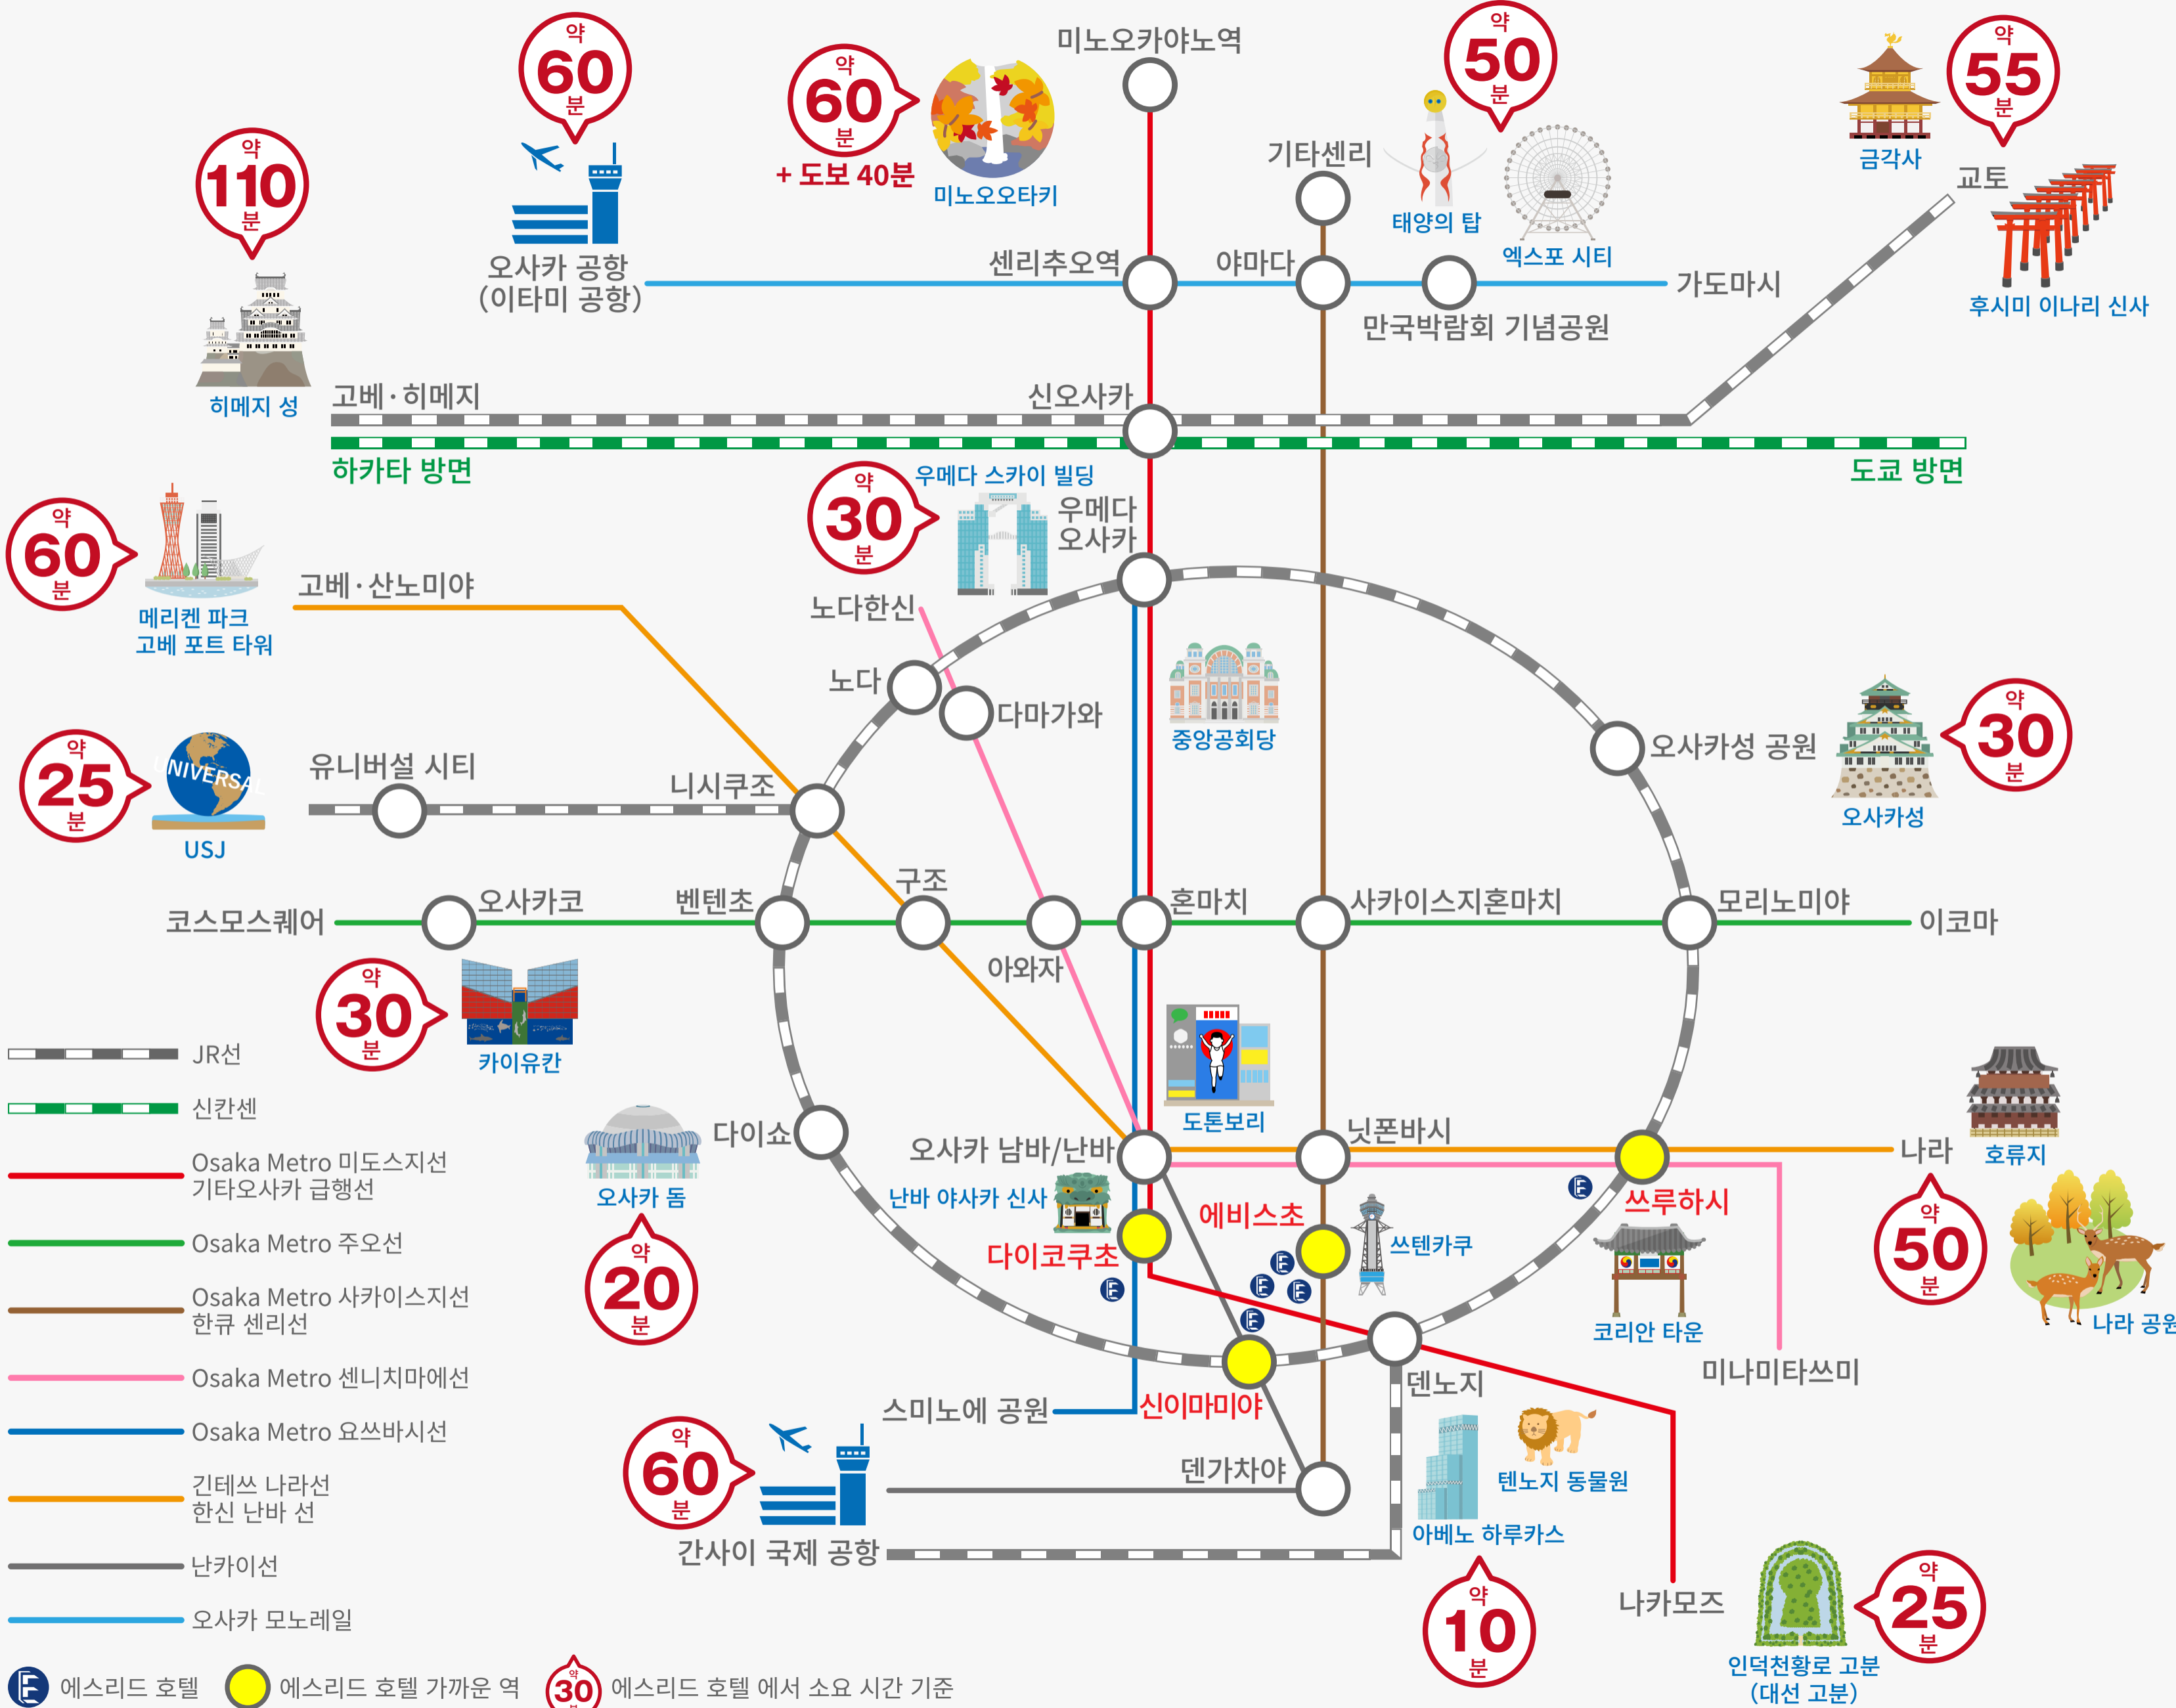 약
60
분
오사카 공항
(이타미 공항)
약
60
분
+ 도보 40분
미노오오타키
미노오카야노역
약
50
분
기타센리
태양의 탑
엑스포 시티
금각사
약
55
분
교토
후시미 이나리 신사
약
110
분
히메지 성
센리추오역
야마다
만국박람회 기념공원
가도마시
고베·히메지
신오사카
하카타 방면
도쿄 방면
약
60
분
메리켄 파크
고베 포트 타워
고베·산노미야
약
30
분
우메다 스카이 빌딩
우메다
오사카
노다한신
노다
다마가와
중앙공회당
오사카성 공원
오사카성
약
30
분
약
25
분
UNIVERSAL
USJ
유니버설 시티
니시쿠조
코스모스퀘어
오사카코
벤텐초
구조
아와자
혼마치
사카이스지혼마치
모리노미야
이코마
약
30
분
카이유칸
도톤보리
오사카 돔
약
20
분
다이쇼
오사카 남바/난바
닛폰바시
난바 야사카 신사
다이코쿠초
에비스초
쓰텐카쿠
쓰루하시
코리안 타운
나라
호류지
약
50
분
나라 공원
미나미타쓰미
스미노에 공원
신이마미야
덴노지
덴가차야
약
60
분
간사이 국제 공항
텐노지 동물원
아베노 하루카스
약
10
분
나카모즈
약
25
분
인덕천황로 고분
(대선 고분)
JR선
신칸센
Osaka Metro 미도스지선
기타오사카 급행선
Osaka Metro 주오선
Osaka Metro 사카이스지선
한큐 센리선
Osaka Metro 센니치마에선
Osaka Metro 요쓰바시선
긴테쓰 나라선
한신 난바 선
난카이선
오사카 모노레일
에스리드 호텔
에스리드 호텔 가까운 역
약
30
에스리드 호텔 에서 소요 시간 기준